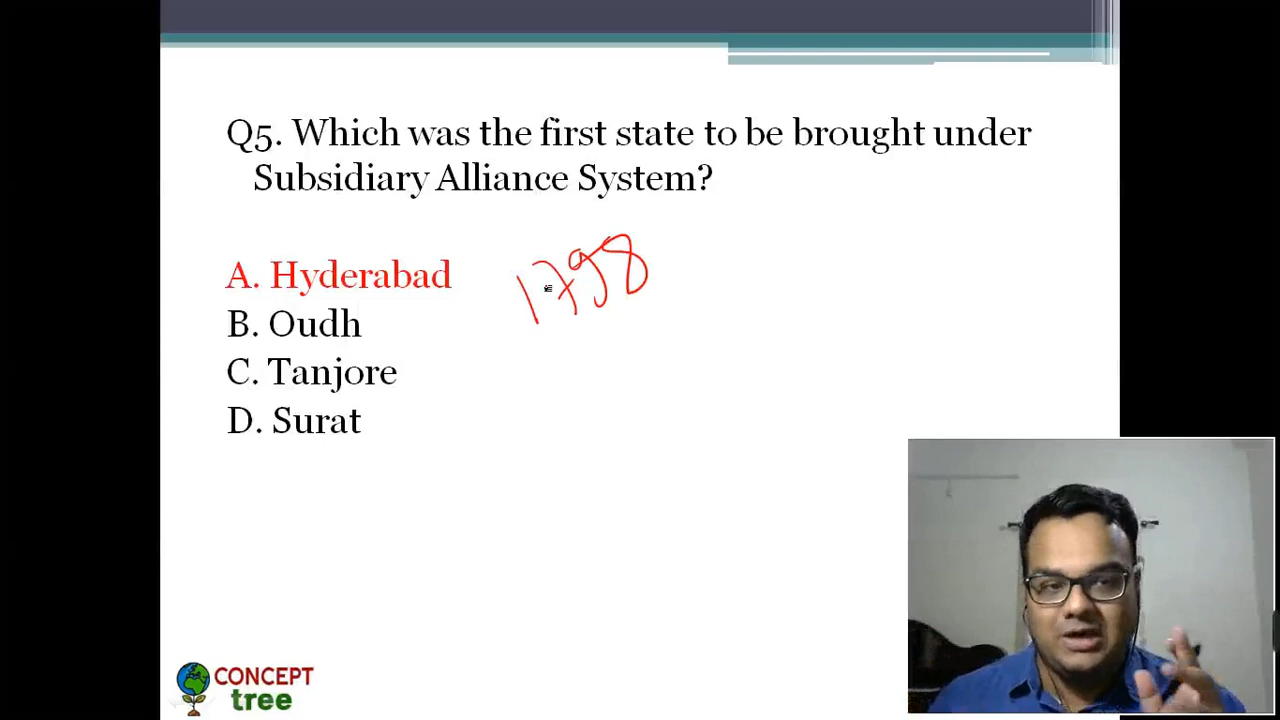 Q5. Which was the first state to be brought under
Subsidiary Alliance System?
A. Hyderabad
1798
B. Oudh
C. Tanjore
D. Surat
CONCEPT
tree